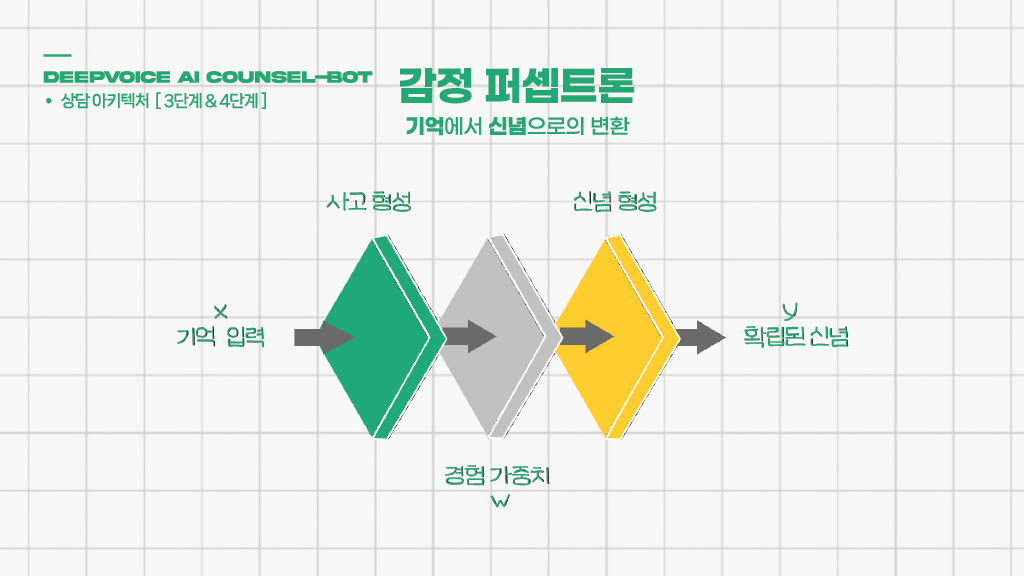 DEEPVOICE AI COUNSEL-BOT
• 상담 아키텍처 [ 3단계 & 4단계 ]
감정 퍼셉트론
기억에서 신념으로의 변환
사고 형성
신념 형성
x
기억 입력
y
확립된 신념
경험 가중치
w